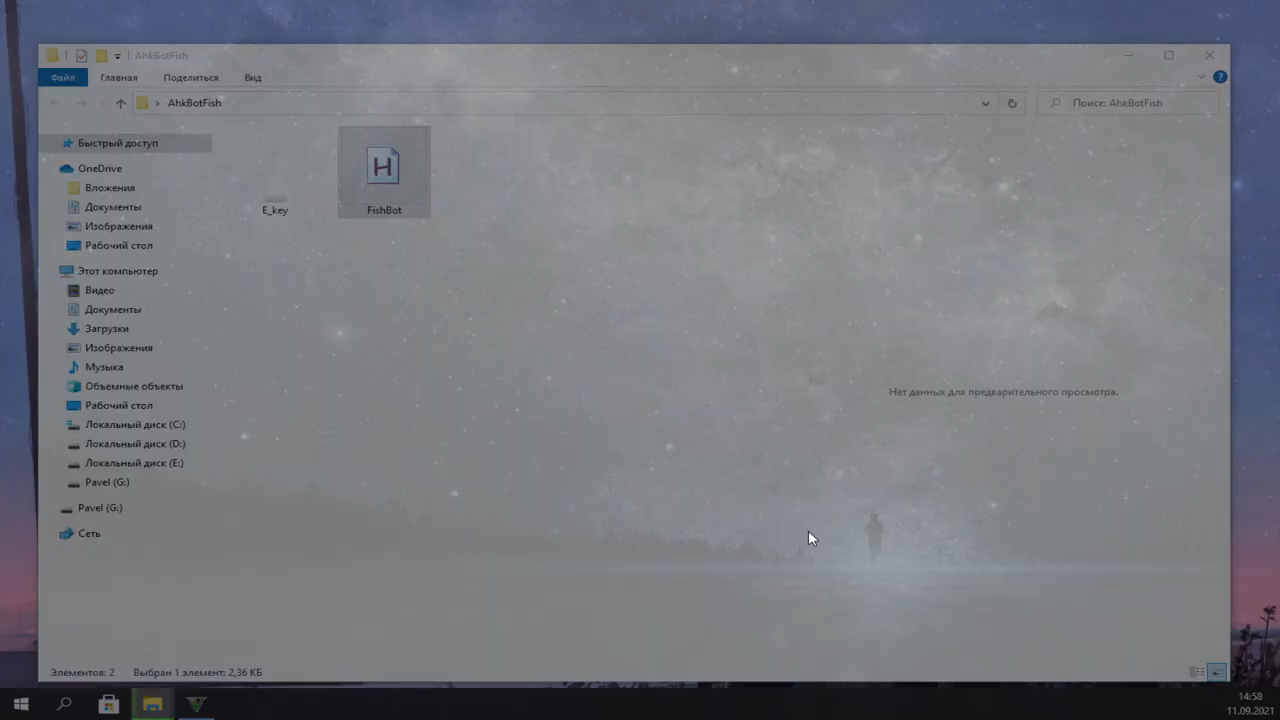 AhkBotFish
Файл
Главная
Поделиться
Вид
AhkBotFish
Поиск: AhkBotFish
Быстрый доступ
OneDrive
Вложения
Документы
Изображения
Рабочий стол
Этот компьютер
Видео
Документы
Загрузки
Изображения
Музыка
Объемные объекты
Рабочий стол
Локальный диск (C:)
Локальный диск (D:)
Локальный диск (E:)
Pavel (G:)
Pavel (G:)
Сеть
E_key
FishBot
Нет данных для предварительного просмотра.
Элементов: 2
Выбран 1 элемент: 2,36 КБ
14:58
11.09.2021